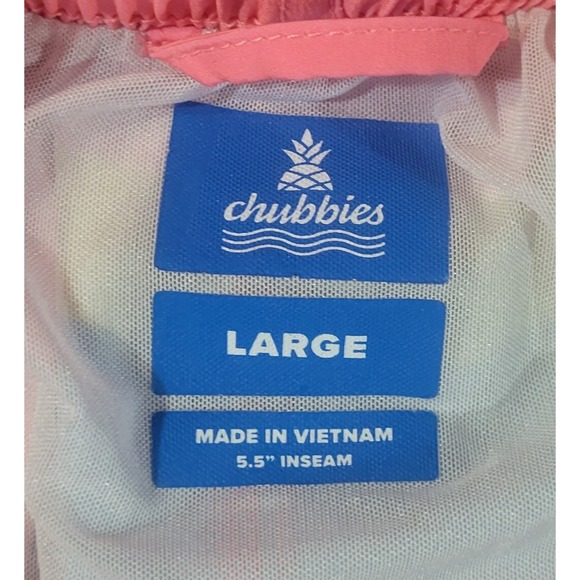 chubbies
LARGE
MADE IN VIETNAM
5.5” INSEAM